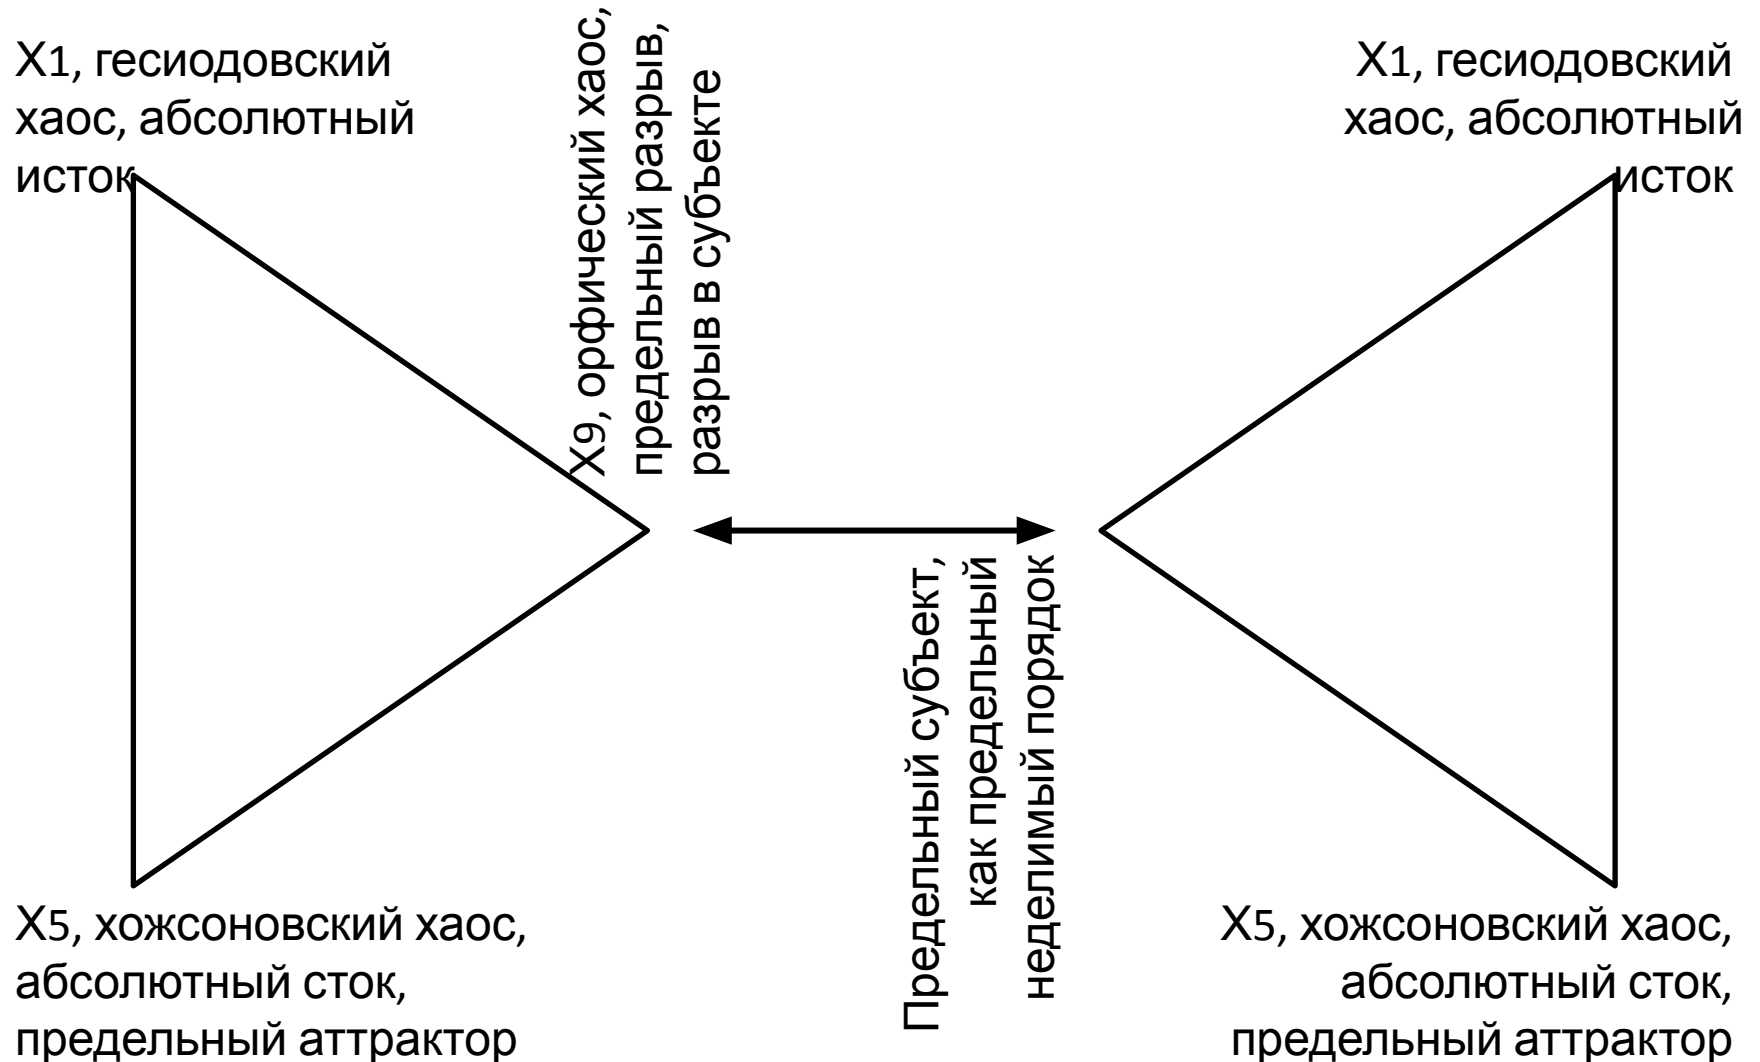 Х1, гесиодовский
хаос, абсолютный
исток
Х9, орфический хаос,
предельный разрыв,
разрыв в субъекте
Х1, гесиодовский
хаос, абсолютный
исток
Х5, хожсоновский хаос,
абсолютный сток,
предельный аттрактор
Предельный субъект,
как предельный
неделимый порядок
Х5, хожсоновский хаос,
абсолютный сток,
предельный аттрактор